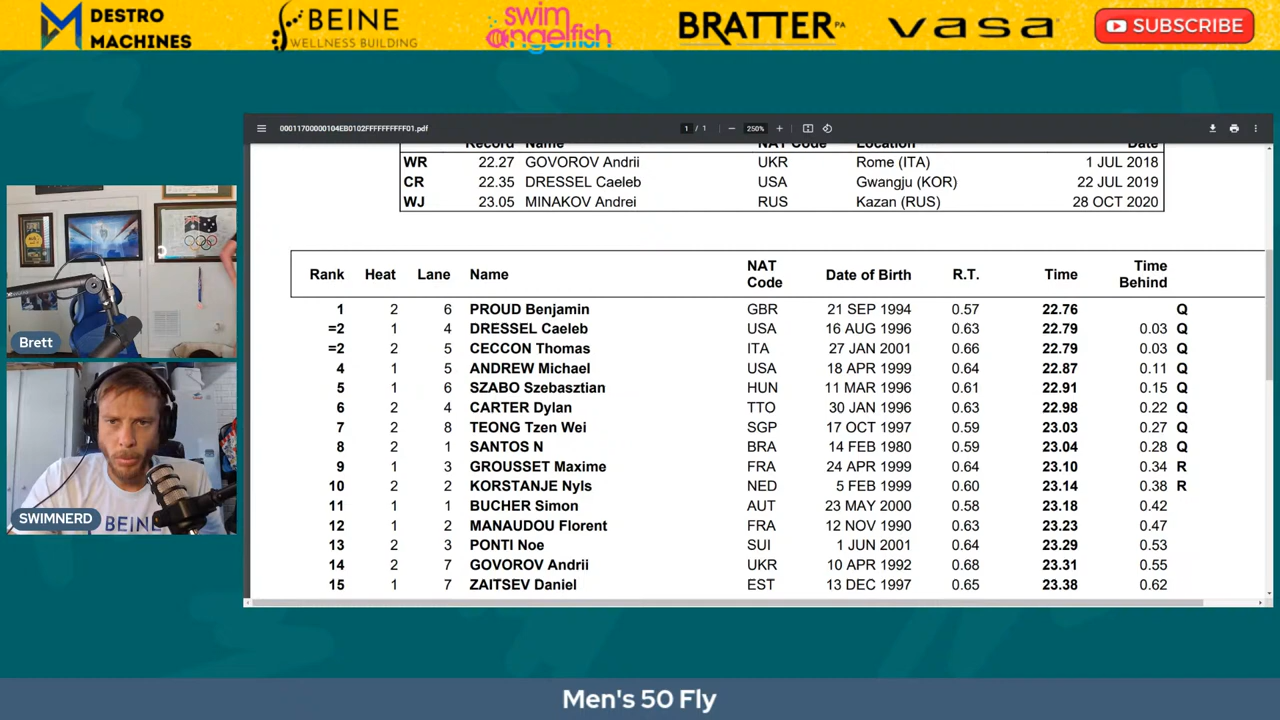 DESTRO MACHINES
BEINE WELLNESS BUILDING
swim angelfish
BRATTER PA
vasa
SUBSCRIBE
00011700000104EB0102FFFFFFFFFF01.pdf
1 / 1
250%
Record Name NAT Code Location Date
WR 22.27 GOVOROV Andrii UKR Rome (ITA) 1 JUL 2018
CR 22.35 DRESSEL Caeleb USA Gwangju (KOR) 22 JUL 2019
WJ 23.05 MINAKOV Andrei RUS Kazan (RUS) 28 OCT 2020
Rank Heat Lane Name NAT Code Date of Birth R.T. Time Time Behind
1 2 6 PROUD Benjamin GBR 21 SEP 1994 0.57 22.76 Q
=2 1 4 DRESSEL Caeleb USA 16 AUG 1996 0.63 22.79 0.03 Q
=2 2 5 CECCON Thomas ITA 27 JAN 2001 0.66 22.79 0.03 Q
4 1 5 ANDREW Michael USA 18 APR 1999 0.64 22.87 0.11 Q
5 1 6 SZABO Szebasztian HUN 11 MAR 1996 0.61 22.91 0.15 Q
6 2 4 CARTER Dylan TTO 30 JAN 1996 0.63 22.98 0.22 Q
7 2 8 TEONG Tzen Wei SGP 17 OCT 1997 0.59 23.03 0.27 Q
8 2 1 SANTOS N BRA 14 FEB 1980 0.59 23.04 0.28 Q
9 1 3 GROUSSET Maxime FRA 24 APR 1999 0.64 23.10 0.34 R
10 2 2 KORSTANJE Nyls NED 5 FEB 1999 0.60 23.14 0.38 R
11 1 1 BUCHER Simon AUT 23 MAY 2000 0.58 23.18 0.42
12 1 2 MANAUDOU Florent FRA 12 NOV 1990 0.63 23.23 0.47
13 2 3 PONTI Noe SUI 1 JUN 2001 0.64 23.29 0.53
14 2 7 GOVOROV Andrii UKR 10 APR 1992 0.68 23.31 0.55
15 1 7 ZAITSEV Daniel EST 13 DEC 1997 0.65 23.38 0.62
Brett
SWIMNERD
BEINE
Men's 50 Fly